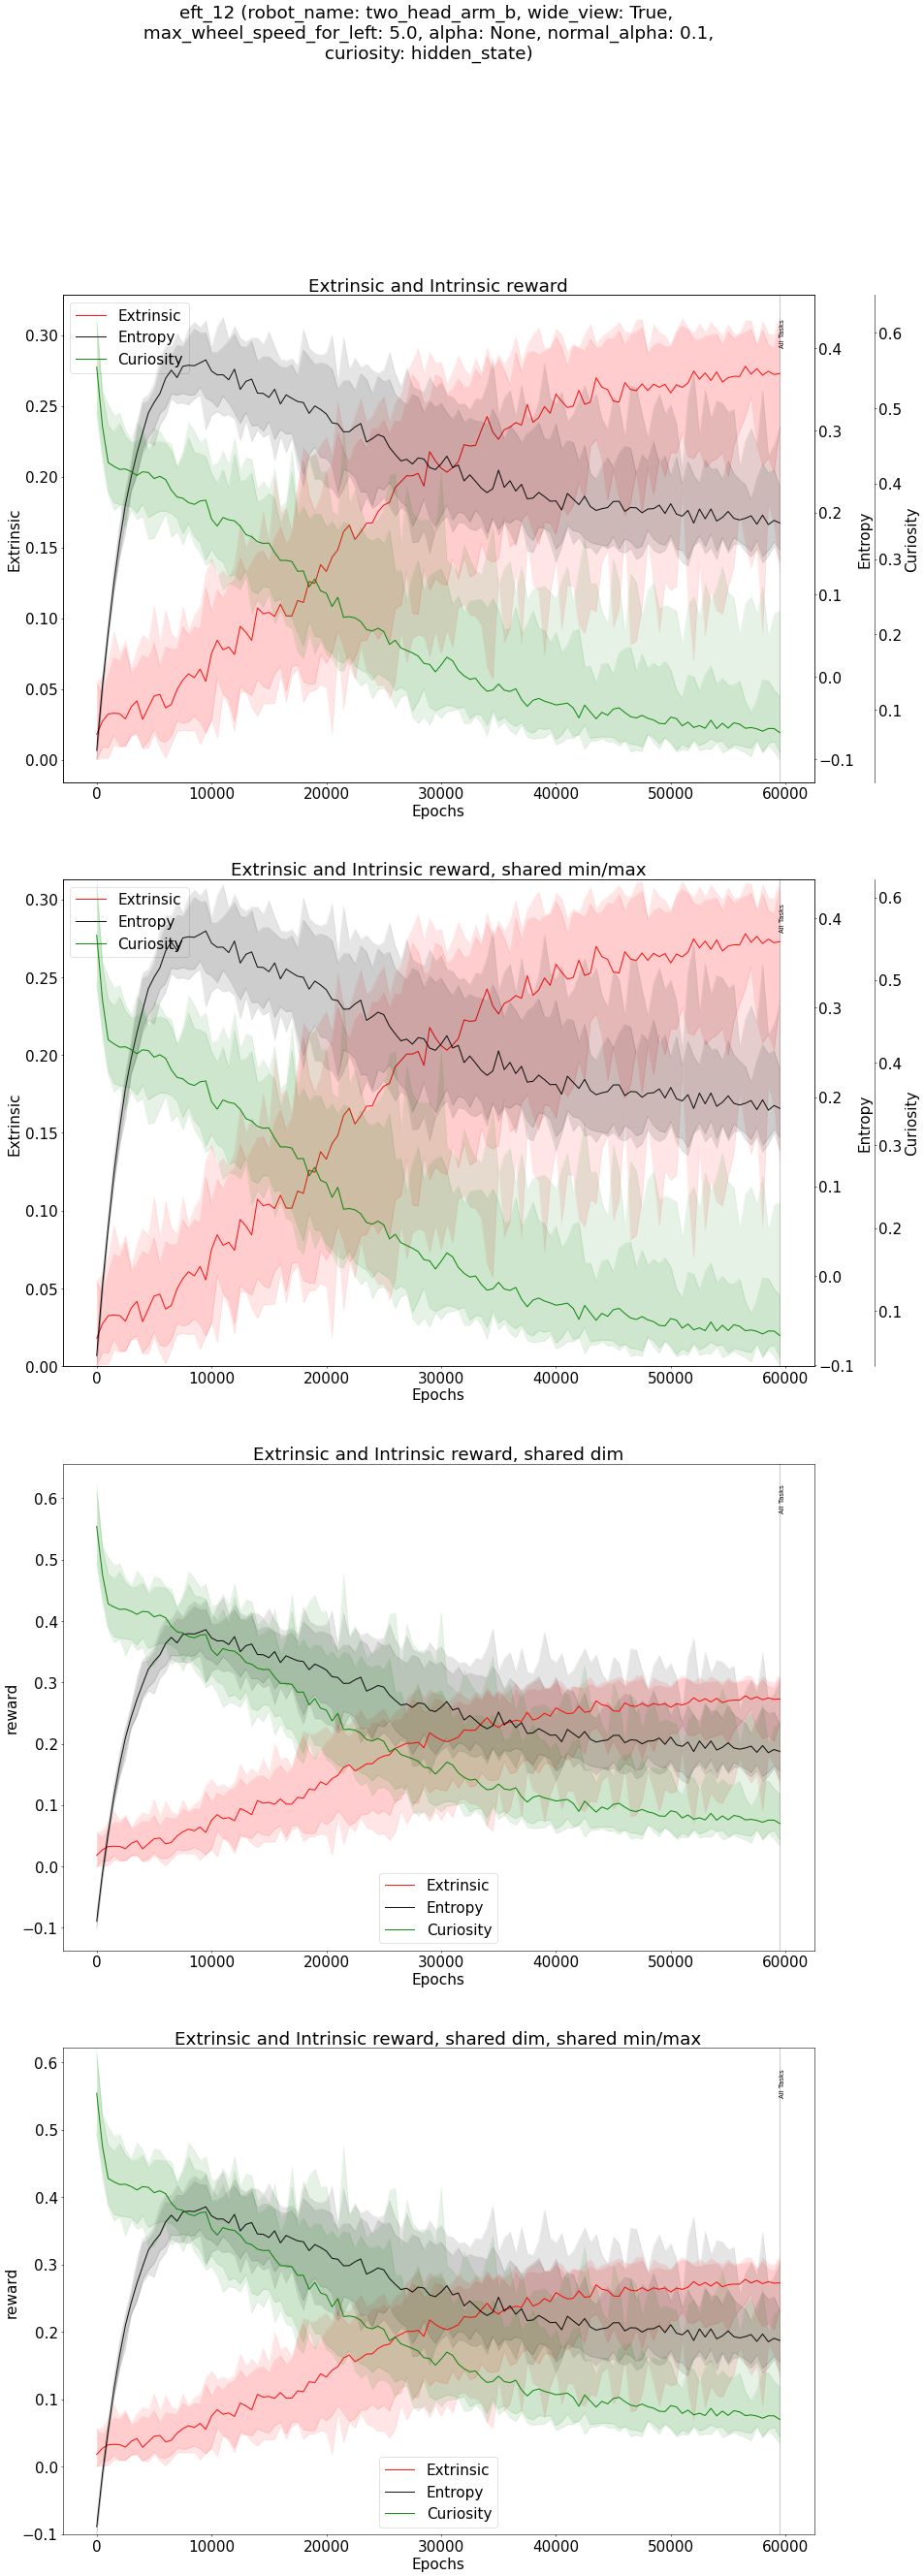 eft_12 (robot_name: two_head_arm_b, wide_view: True,
max_wheel_speed_for_left: 5.0, alpha: None, normal_alpha: 0.1,
curiosity: hidden_state)
Extrinsic and Intrinsic reward
Extrinsic
Entropy
Curiosity
All Tasks
0.30
0.25
0.20
0.15
0.10
0.05
0.00
Extrinsic
0.4
0.3
0.2
0.1
0.0
−0.1
Entropy
0.6
0.5
0.4
0.3
0.2
0.1
Curiosity
0 10000 20000 30000 40000 50000 60000
Epochs
Extrinsic and Intrinsic reward, shared min/max
Extrinsic
Entropy
Curiosity
All Tasks
0.30
0.25
0.20
0.15
0.10
0.05
0.00
Extrinsic
0.4
0.3
0.2
0.1
0.0
−0.1
Entropy
0.6
0.5
0.4
0.3
0.2
0.1
Curiosity
0 10000 20000 30000 40000 50000 60000
Epochs
Extrinsic and Intrinsic reward, shared dim
All Tasks
0.6
0.5
0.4
0.3
0.2
0.1
0.0
−0.1
reward
Extrinsic
Entropy
Curiosity
0 10000 20000 30000 40000 50000 60000
Epochs
Extrinsic and Intrinsic reward, shared dim, shared min/max
All Tasks
0.6
0.5
0.4
0.3
0.2
0.1
0.0
−0.1
reward
Extrinsic
Entropy
Curiosity
0 10000 20000 30000 40000 50000 60000
Epochs